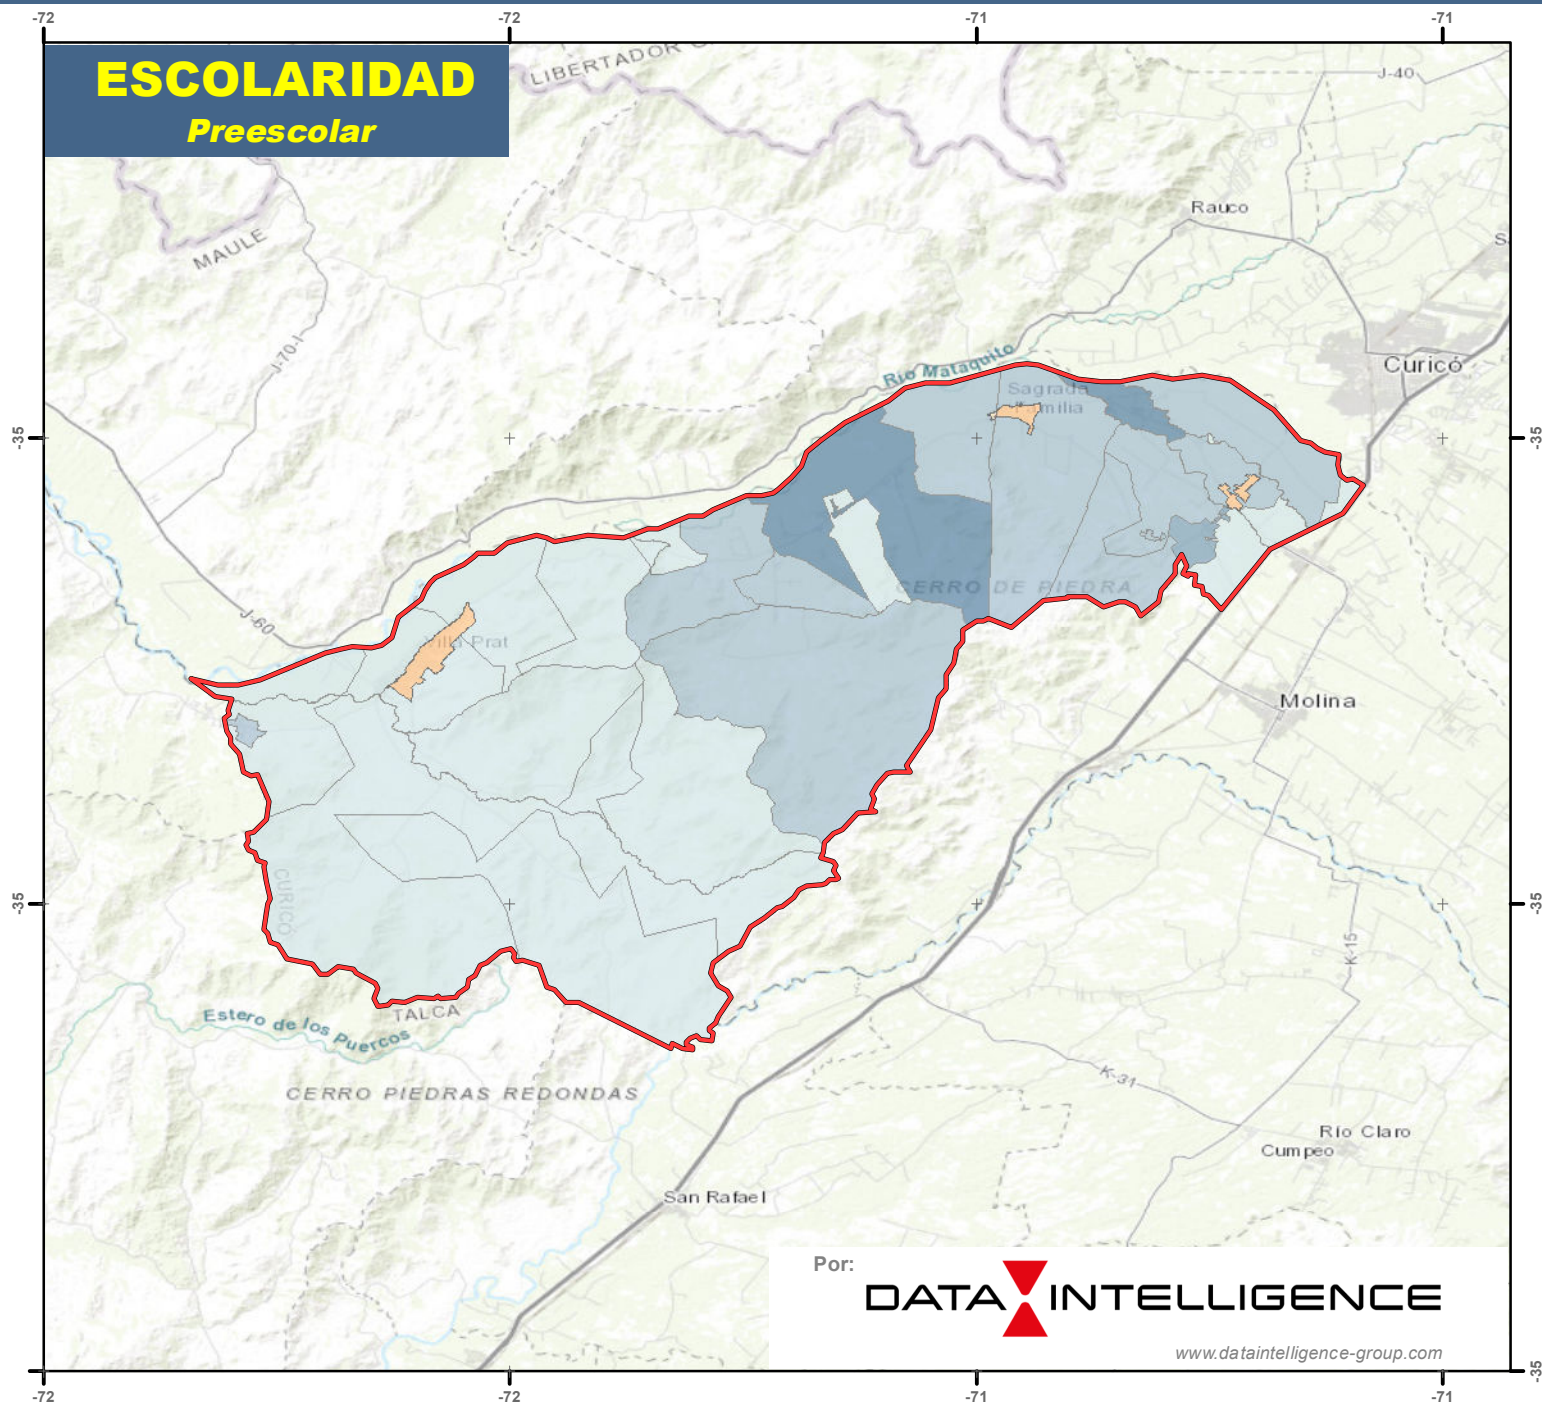 -72
-72
-71
-71
ESCOLARIDAD
Preescolar
LIBERTADOR
J-40
MAULE
Rauco
J-70-I
Curicó
Río Mataquito
Sagrada
Familia
-35
-35
CERRO DE PIEDRA
J-60
Villa Prat
Molina
CURICÓ
-35
-35
K-15
Estero de los Puercos
TALCA
CERRO PIEDRAS REDONDAS
K-31
Río Claro
Cumpeo
San Rafael
Por:
DATA INTELLIGENCE
www.dataintelligence-group.com
-35
-72
-72
-71
-71